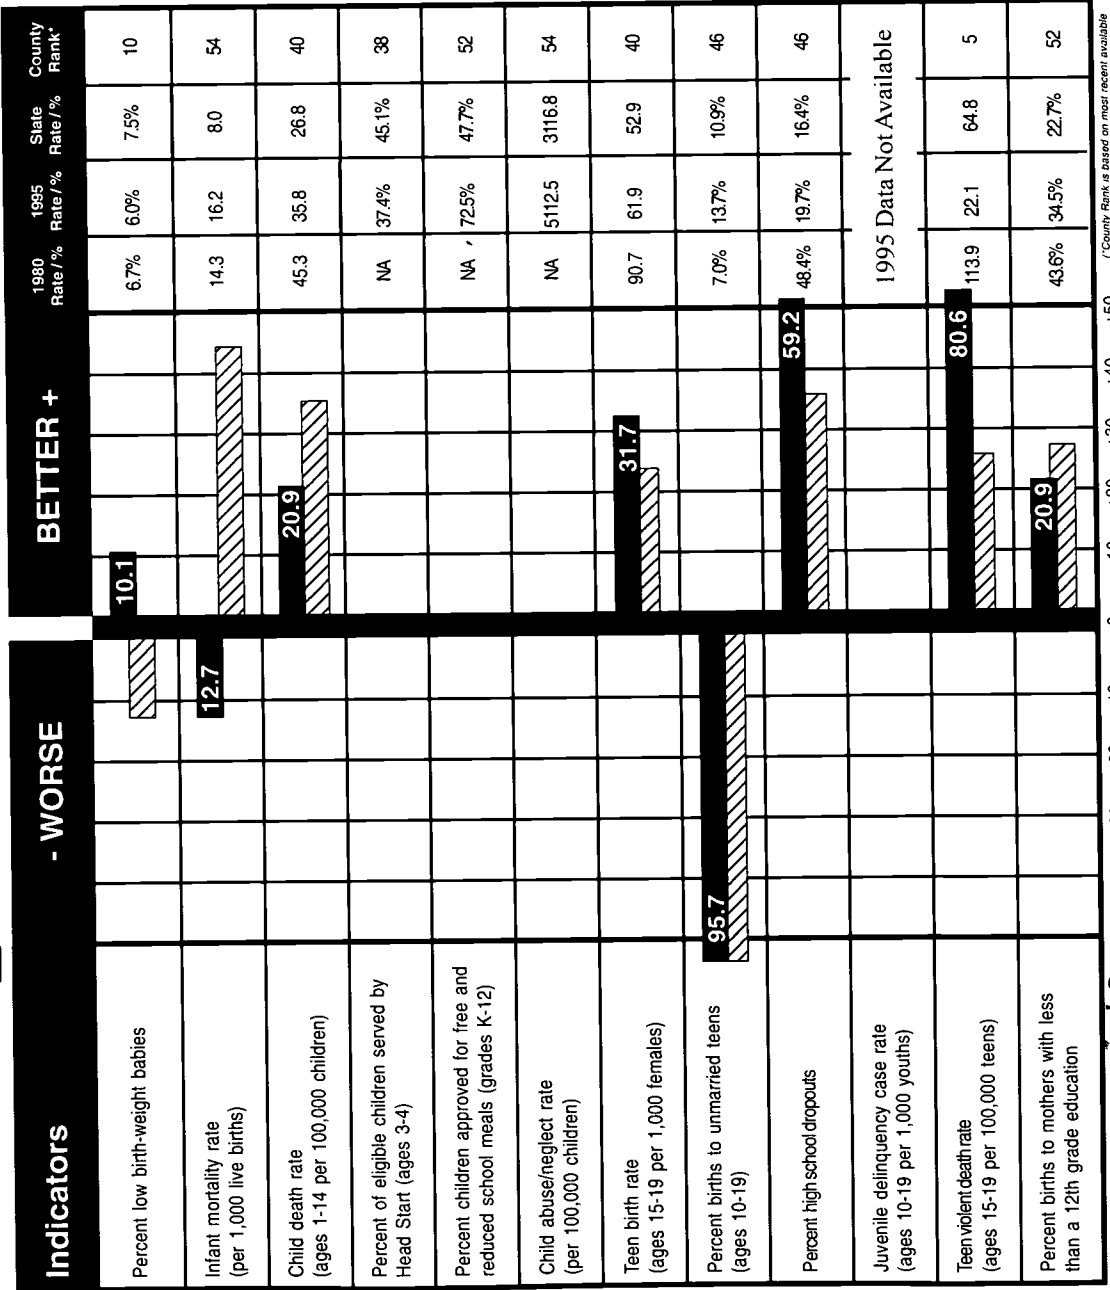 Indicators
- WORSE
BETTER +
1980
Rate / %
1995
Rate / %
State
Rate / %
County
Rank*
Percent low birth-weight babies
10.1
6.7%
6.0%
7.5%
10
Infant mortality rate
(per 1,000 live births)
12.7
14.3
16.2
8.0
54
Child death rate
(ages 1-14 per 100,000 children)
20.9
45.3
35.8
26.8
40
Percent of eligible children served by
Head Start (ages 3-4)
NA
37.4%
45.1%
38
Percent children approved for free and
reduced school meals (grades K-12)
NA
72.5%
47.7%
52
Child abuse/neglect rate
(per 100,000 children)
NA
5112.5
3116.8
54
Teen birth rate
(ages 15-19 per 1,000 females)
31.7
90.7
61.9
52.9
40
Percent births to unmarried teens
(ages 10-19)
95.7
7.0%
13.7%
10.9%
46
Percent high school dropouts
59.2
48.4%
19.7%
16.4%
46
Juvenile delinquency case rate
(ages 10-19 per 1,000 youths)
1995 Data Not Available
Teen violent death rate
(ages 15-19 per 100,000 teens)
80.6
113.9
22.1
64.8
5
Percent births to mothers with less
than a 12th grade education
20.9
43.6%
34.5%
22.7%
52
(*County Rank is based on most recent available